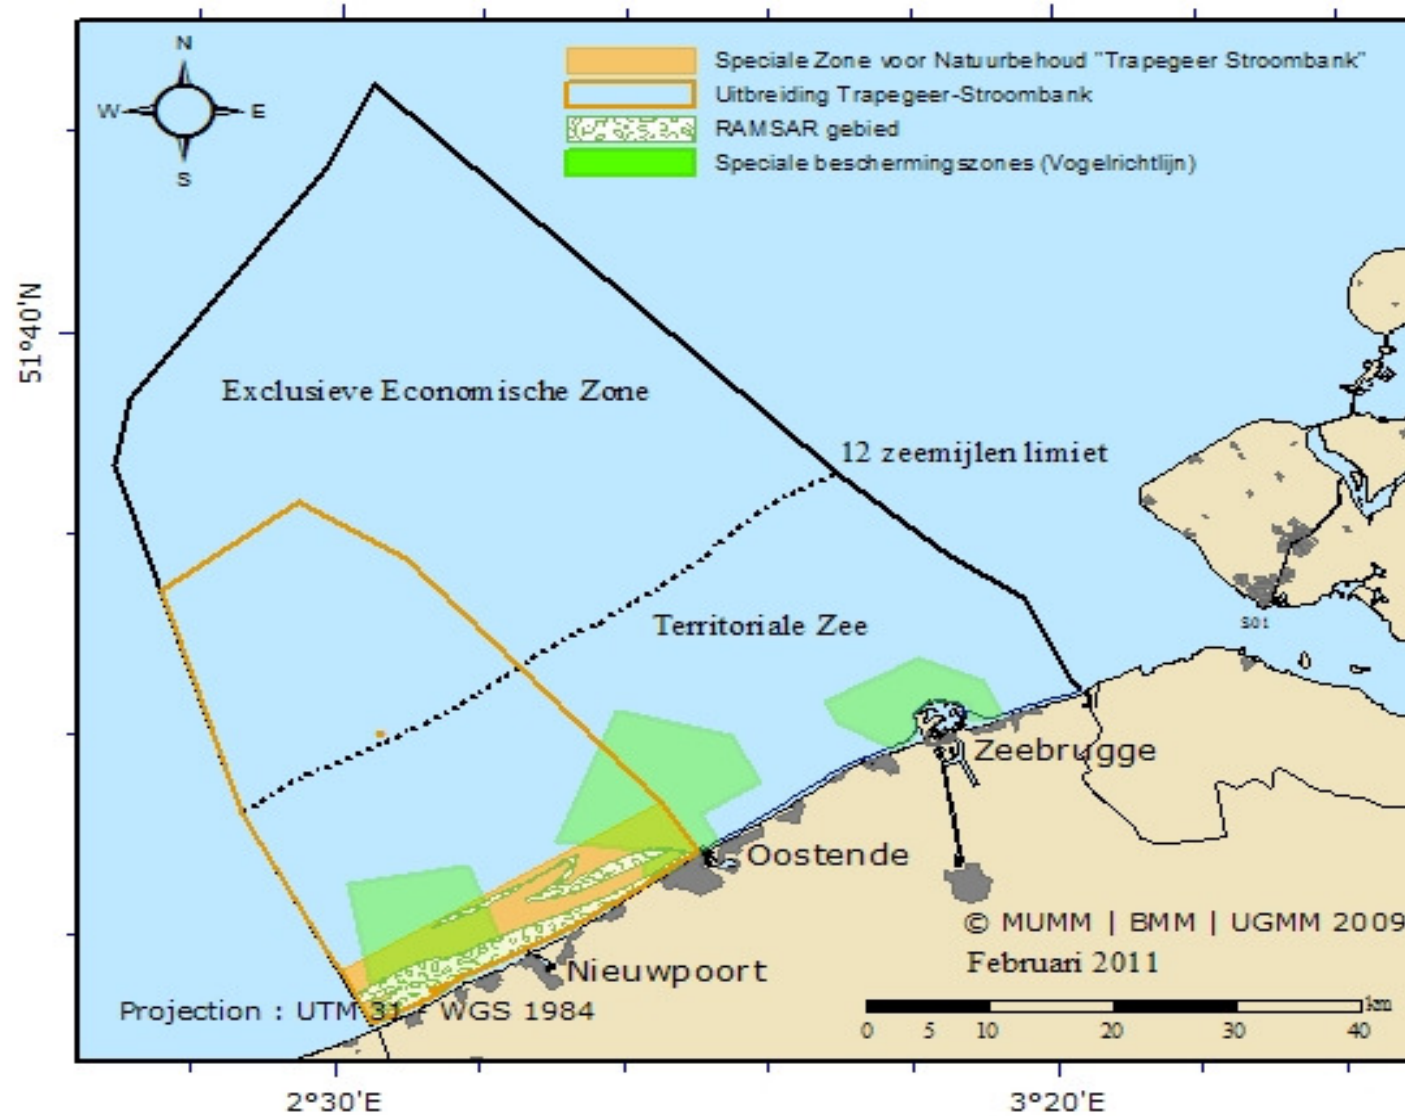 N
W E
S
Speciale Zone voor Natuurbehoud "Trapegeer Stroombank"
Uitbreiding Trapegeer-Stroombank
RAMSAR gebied
Speciale beschermingszones (Vogelrichtlijn)
51°40'N
Exclusieve Economische Zone
12 zeemijlen limiet
Territoriale Zee
S01
Zeebrugge
Oostende
© MUMM | BMM | UGMM 2009
Februari 2011
Nieuwpoort
Projection : UTM 31 - WGS 1984
km
0 5 10 20 30 40
2°30'E 3°20'E